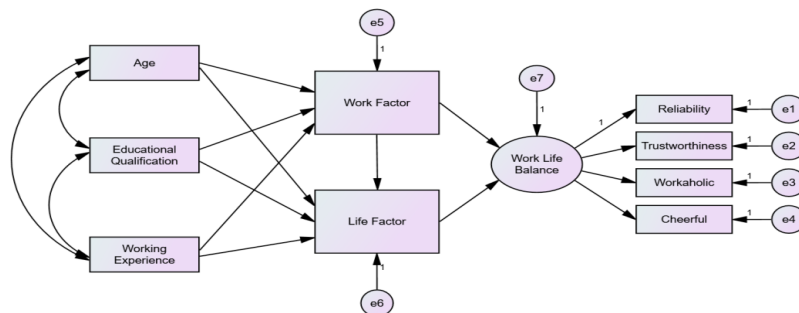 e5
1
Age
Work Factor
e7
1
Educational
Qualification
Work Life
Balance
1
Reliability
1
e1
Trustworthiness
1
e2
Workaholic
1
e3
Cheerful
1
e4
Life Factor
Working
Experience
1
e6